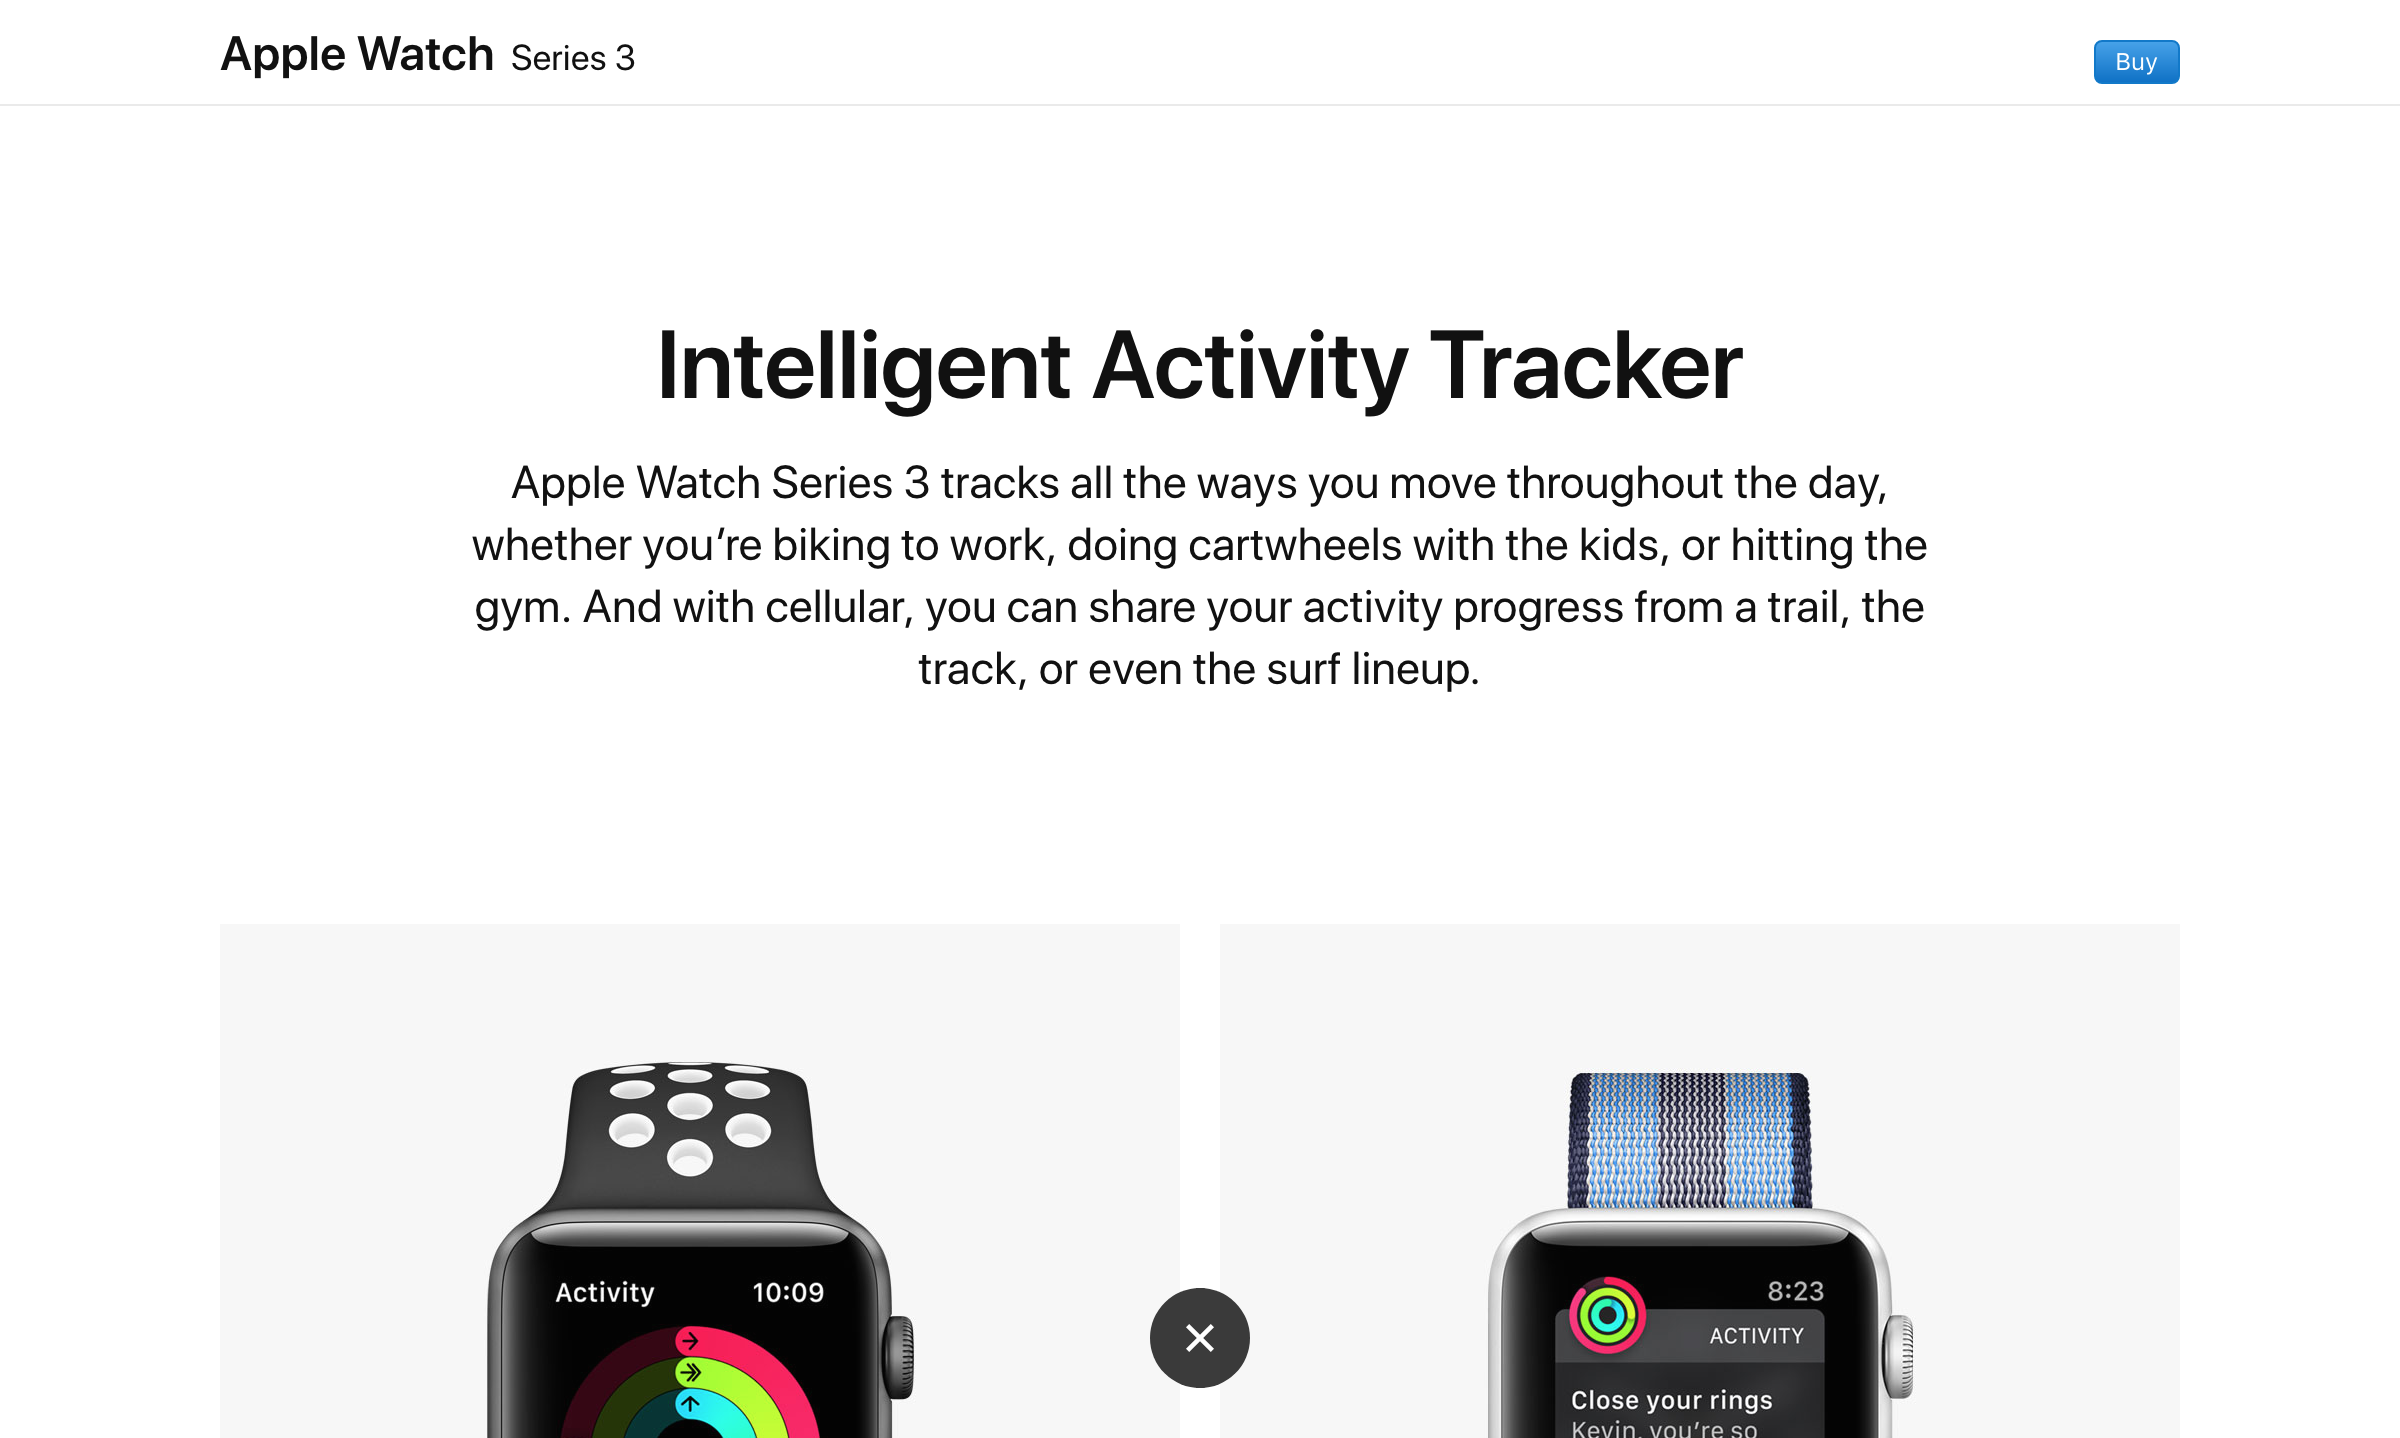 Apple Watch Series 3
Buy
Intelligent Activity Tracker
Apple Watch Series 3 tracks all the ways you move throughout the day,
whether you’re biking to work, doing cartwheels with the kids, or hitting the
gym. And with cellular, you can share your activity progress from a trail, the
track, or even the surf lineup.
Activity 10:09
8:23
ACTIVITY
Close your rings
Kevin, you’re so